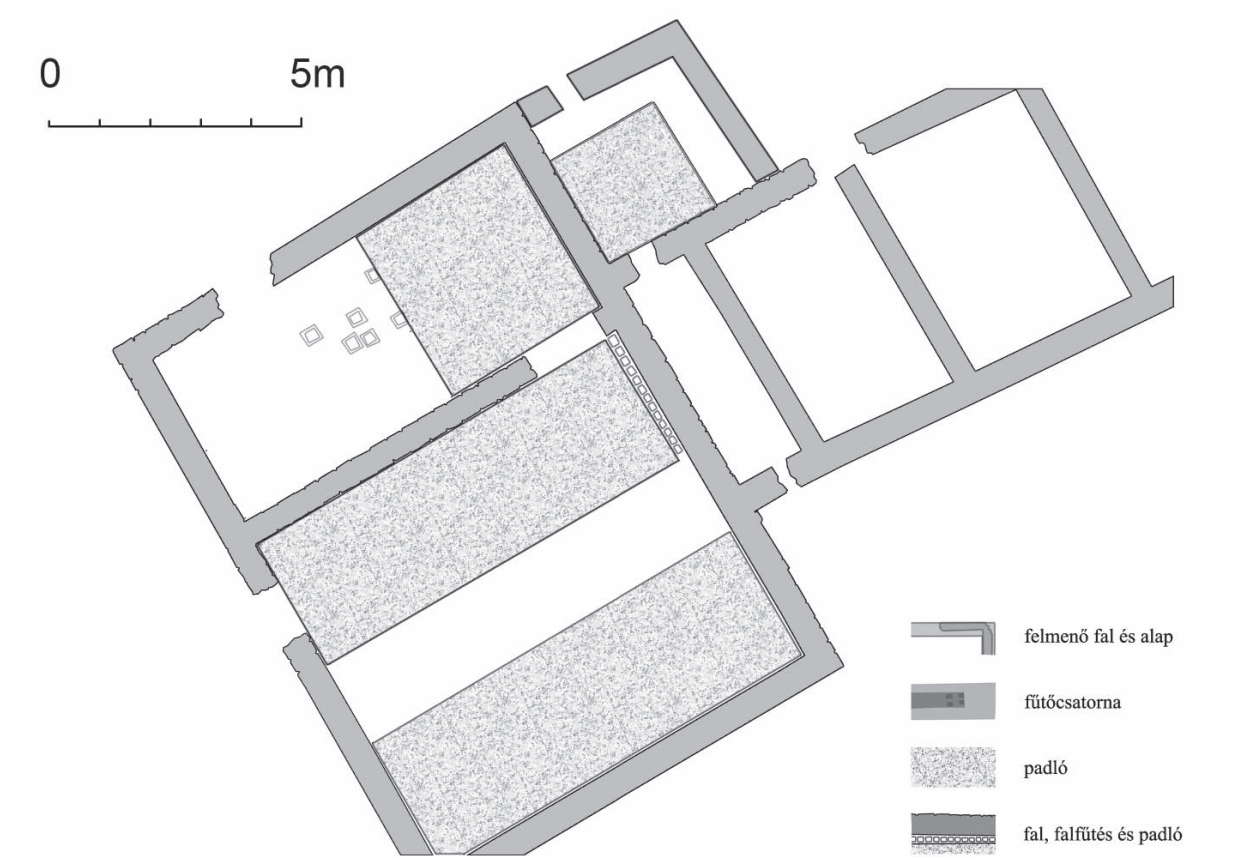 0 5m
felmenő fal és alap
fűtőcsatorna
padló
fal, falfűtés és padló